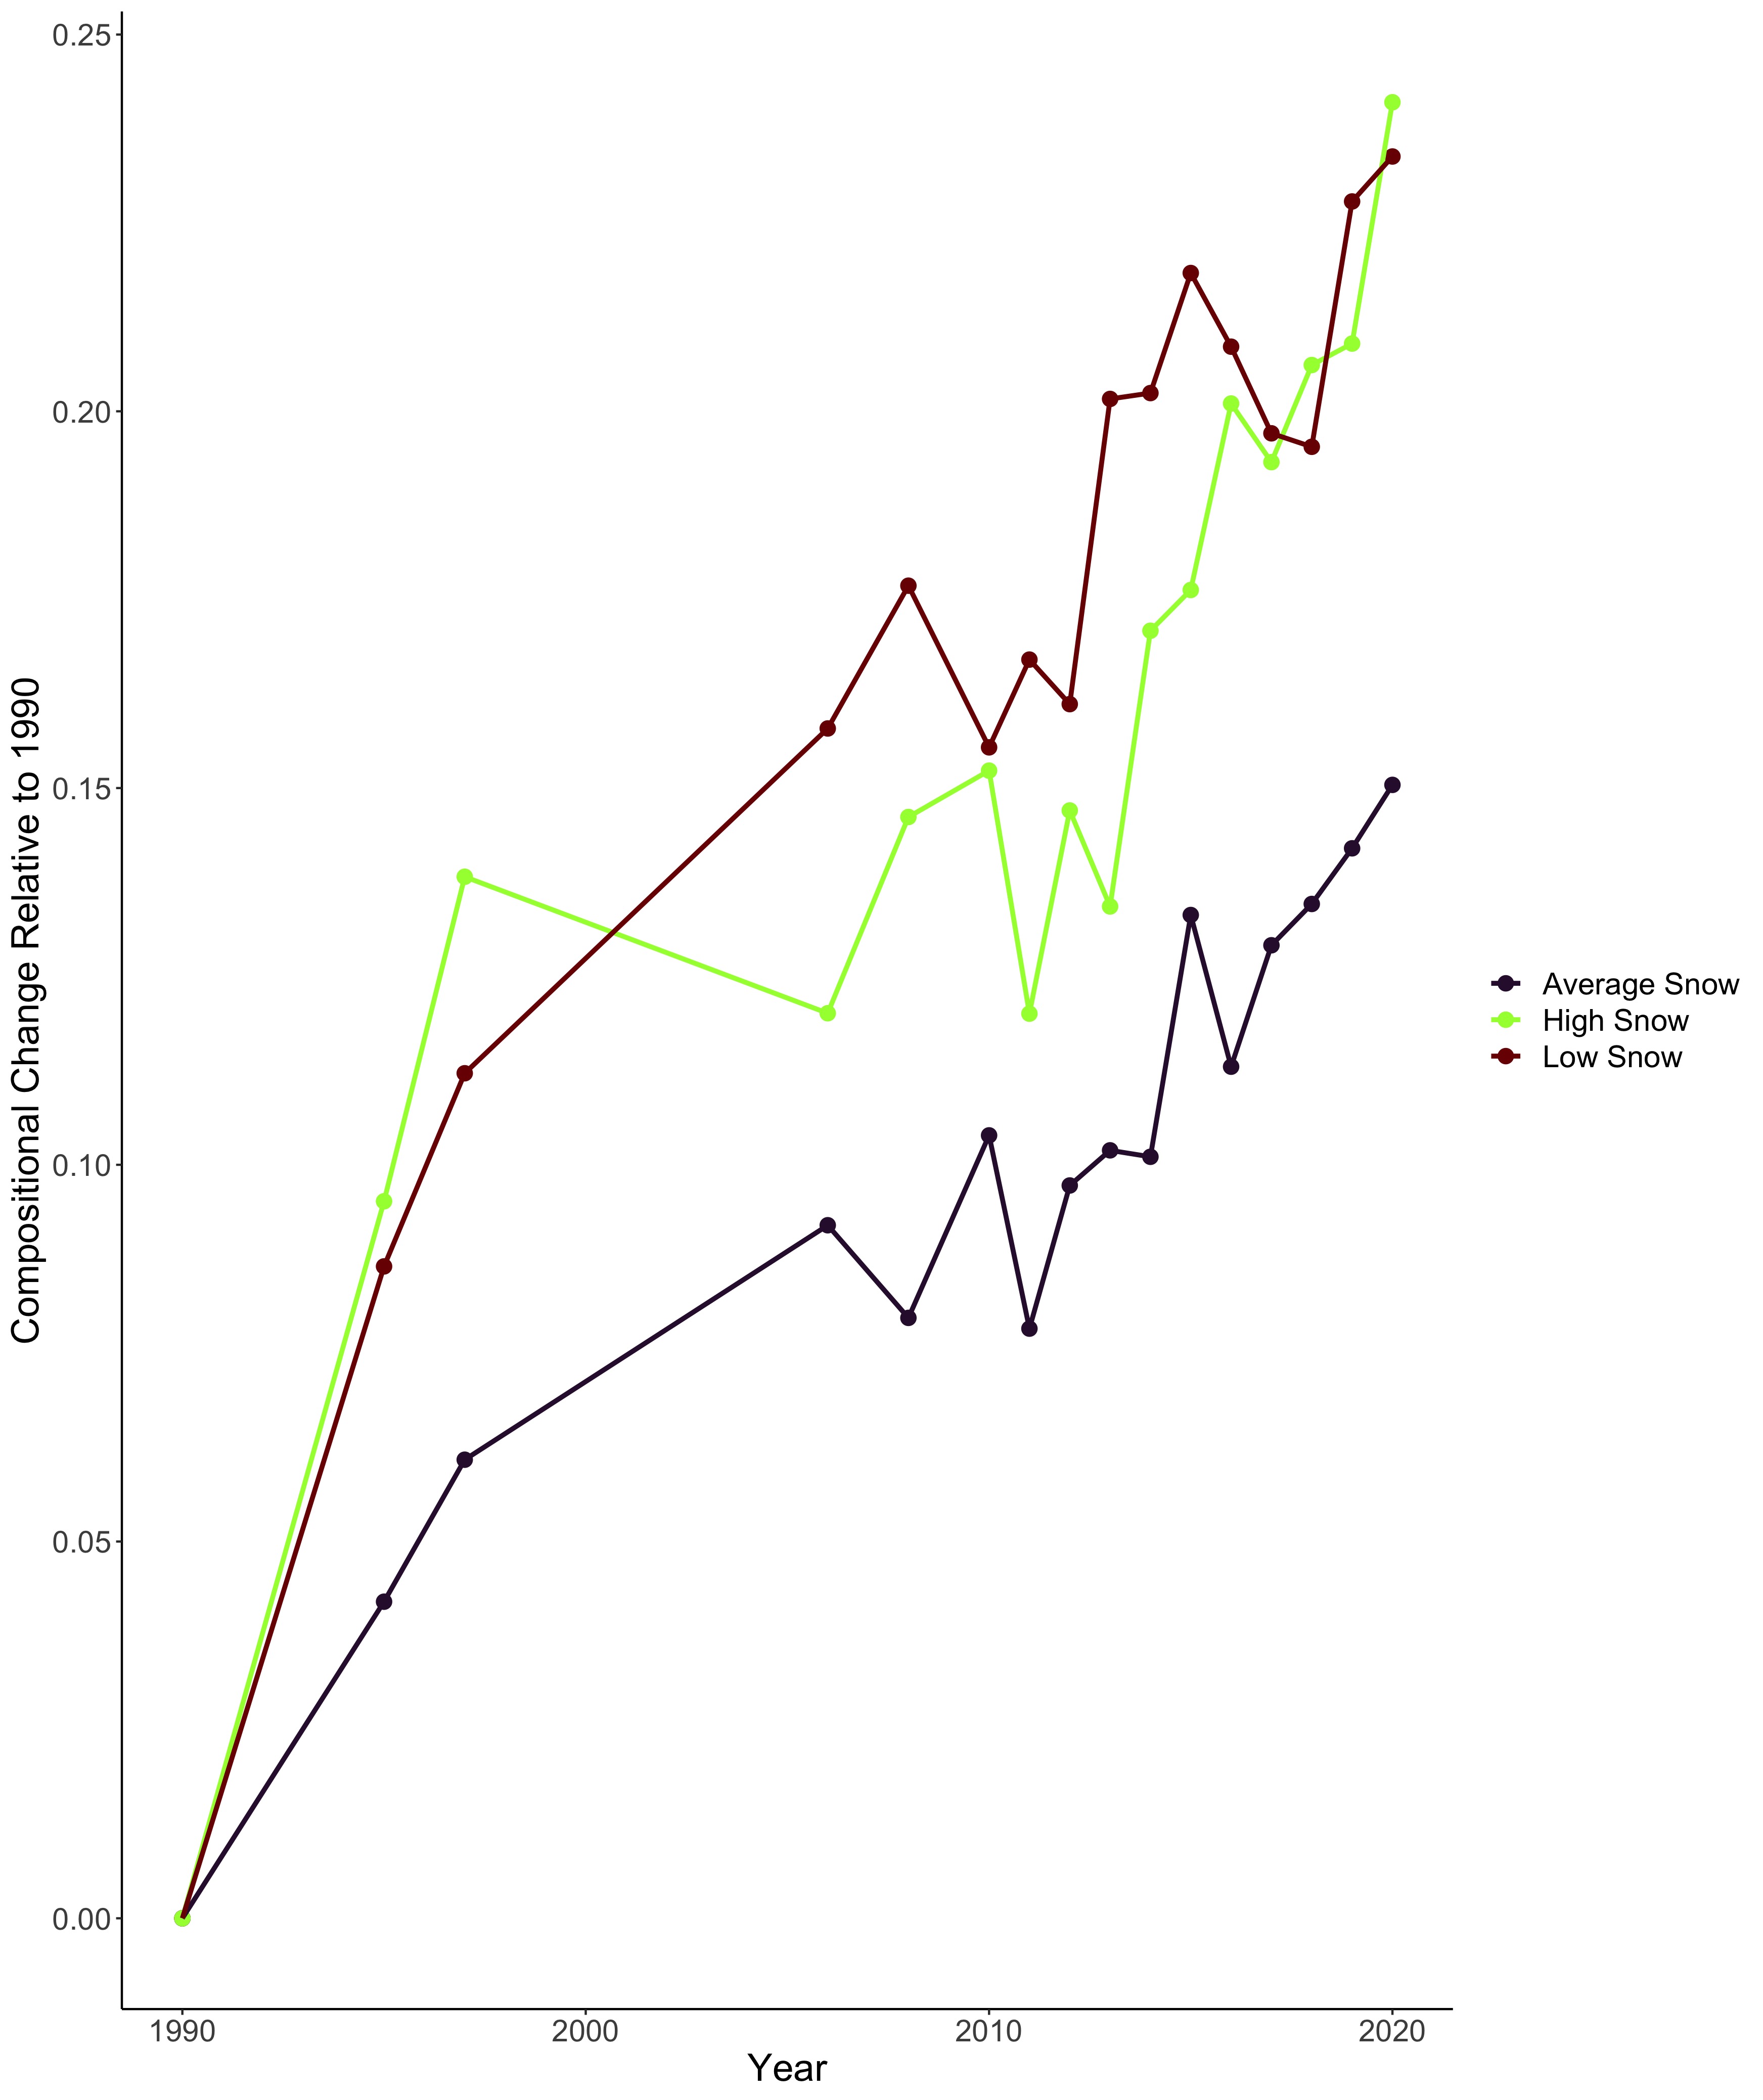 Compositional Change Relative to 1990
0.25
0.20
0.15
0.10
0.05
0.00
1990 2000 2010 2020
Year
Average Snow
High Snow
Low Snow